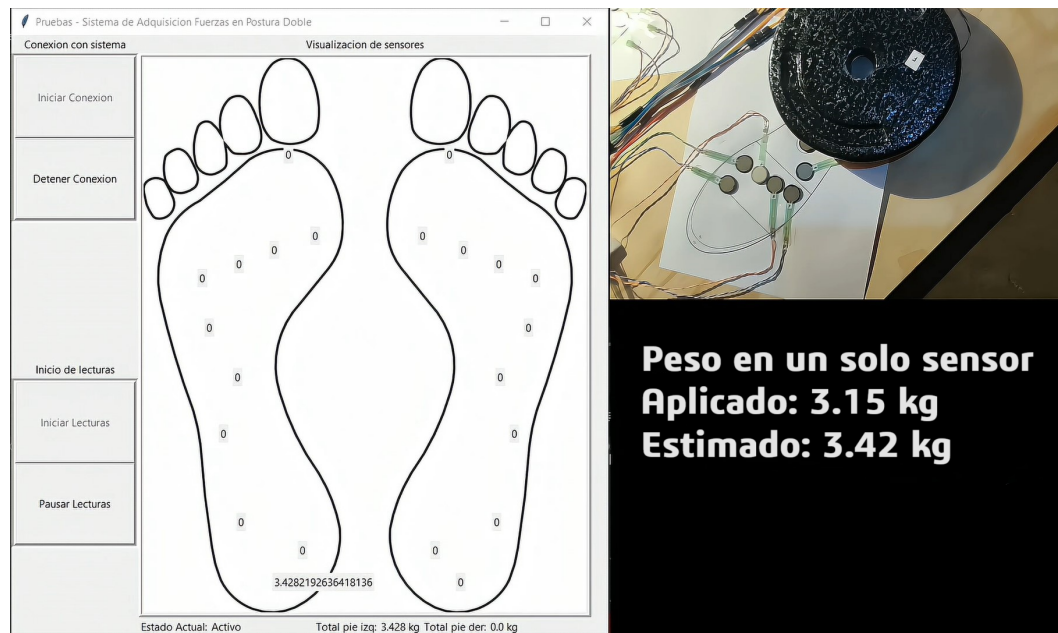 Pruebas - Sistema de Adquisicion Fuerzas en Postura Doble
Conexion con sistema
Visualizacion de sensores
Iniciar Conexion
Detener Conexion
Inicio de lecturas
Iniciar Lecturas
Pausar Lecturas
0 0
0 0
0 0
0 0
0 0
0 0
0 0
0 0
0 0
0 0
3.4282192636418136 0
Estado Actual: Activo
Total pie izq: 3.428 kg Total pie der: 0.0 kg
Peso en un solo sensor
Aplicado: 3.15 kg
Estimado: 3.42 kg